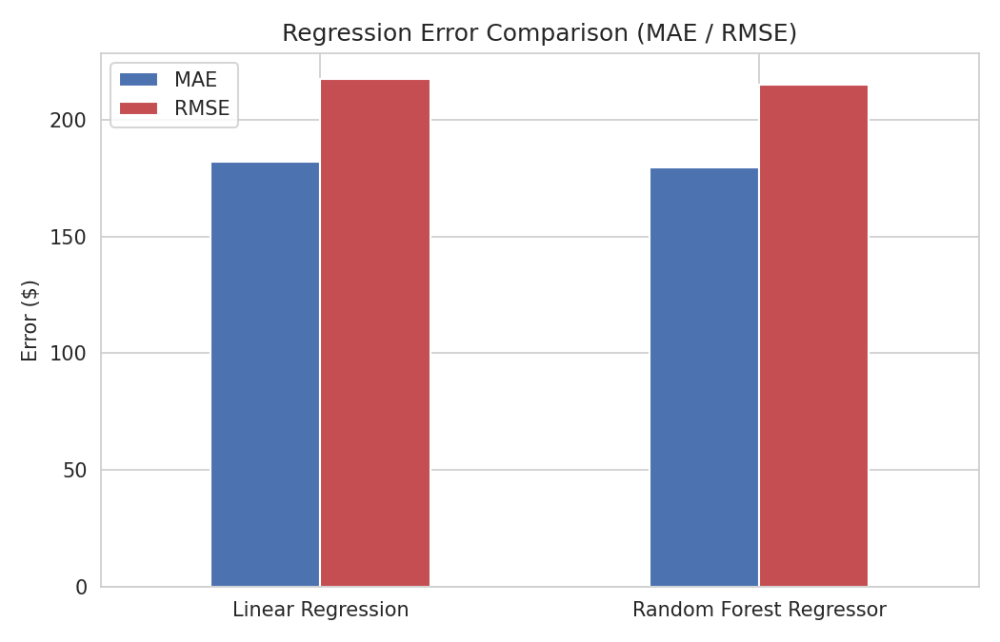 Regression Error Comparison (MAE / RMSE)
MAE
RMSE
Error ($)
200
150
100
50
0
Linear Regression
Random Forest Regressor